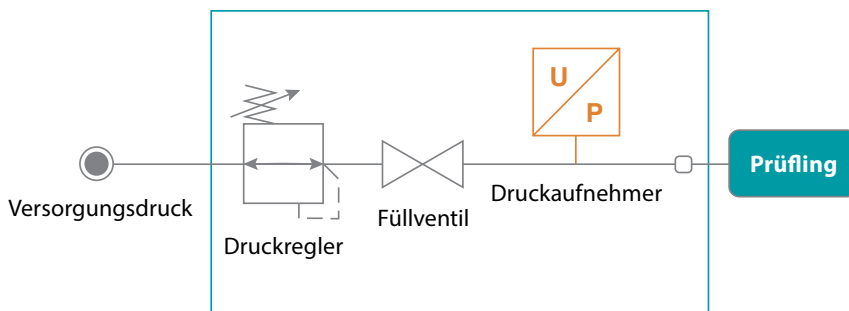 U
P
Prüfling
Versorgungsdruck
Druckregler
Füllventil
Druckaufnehmer